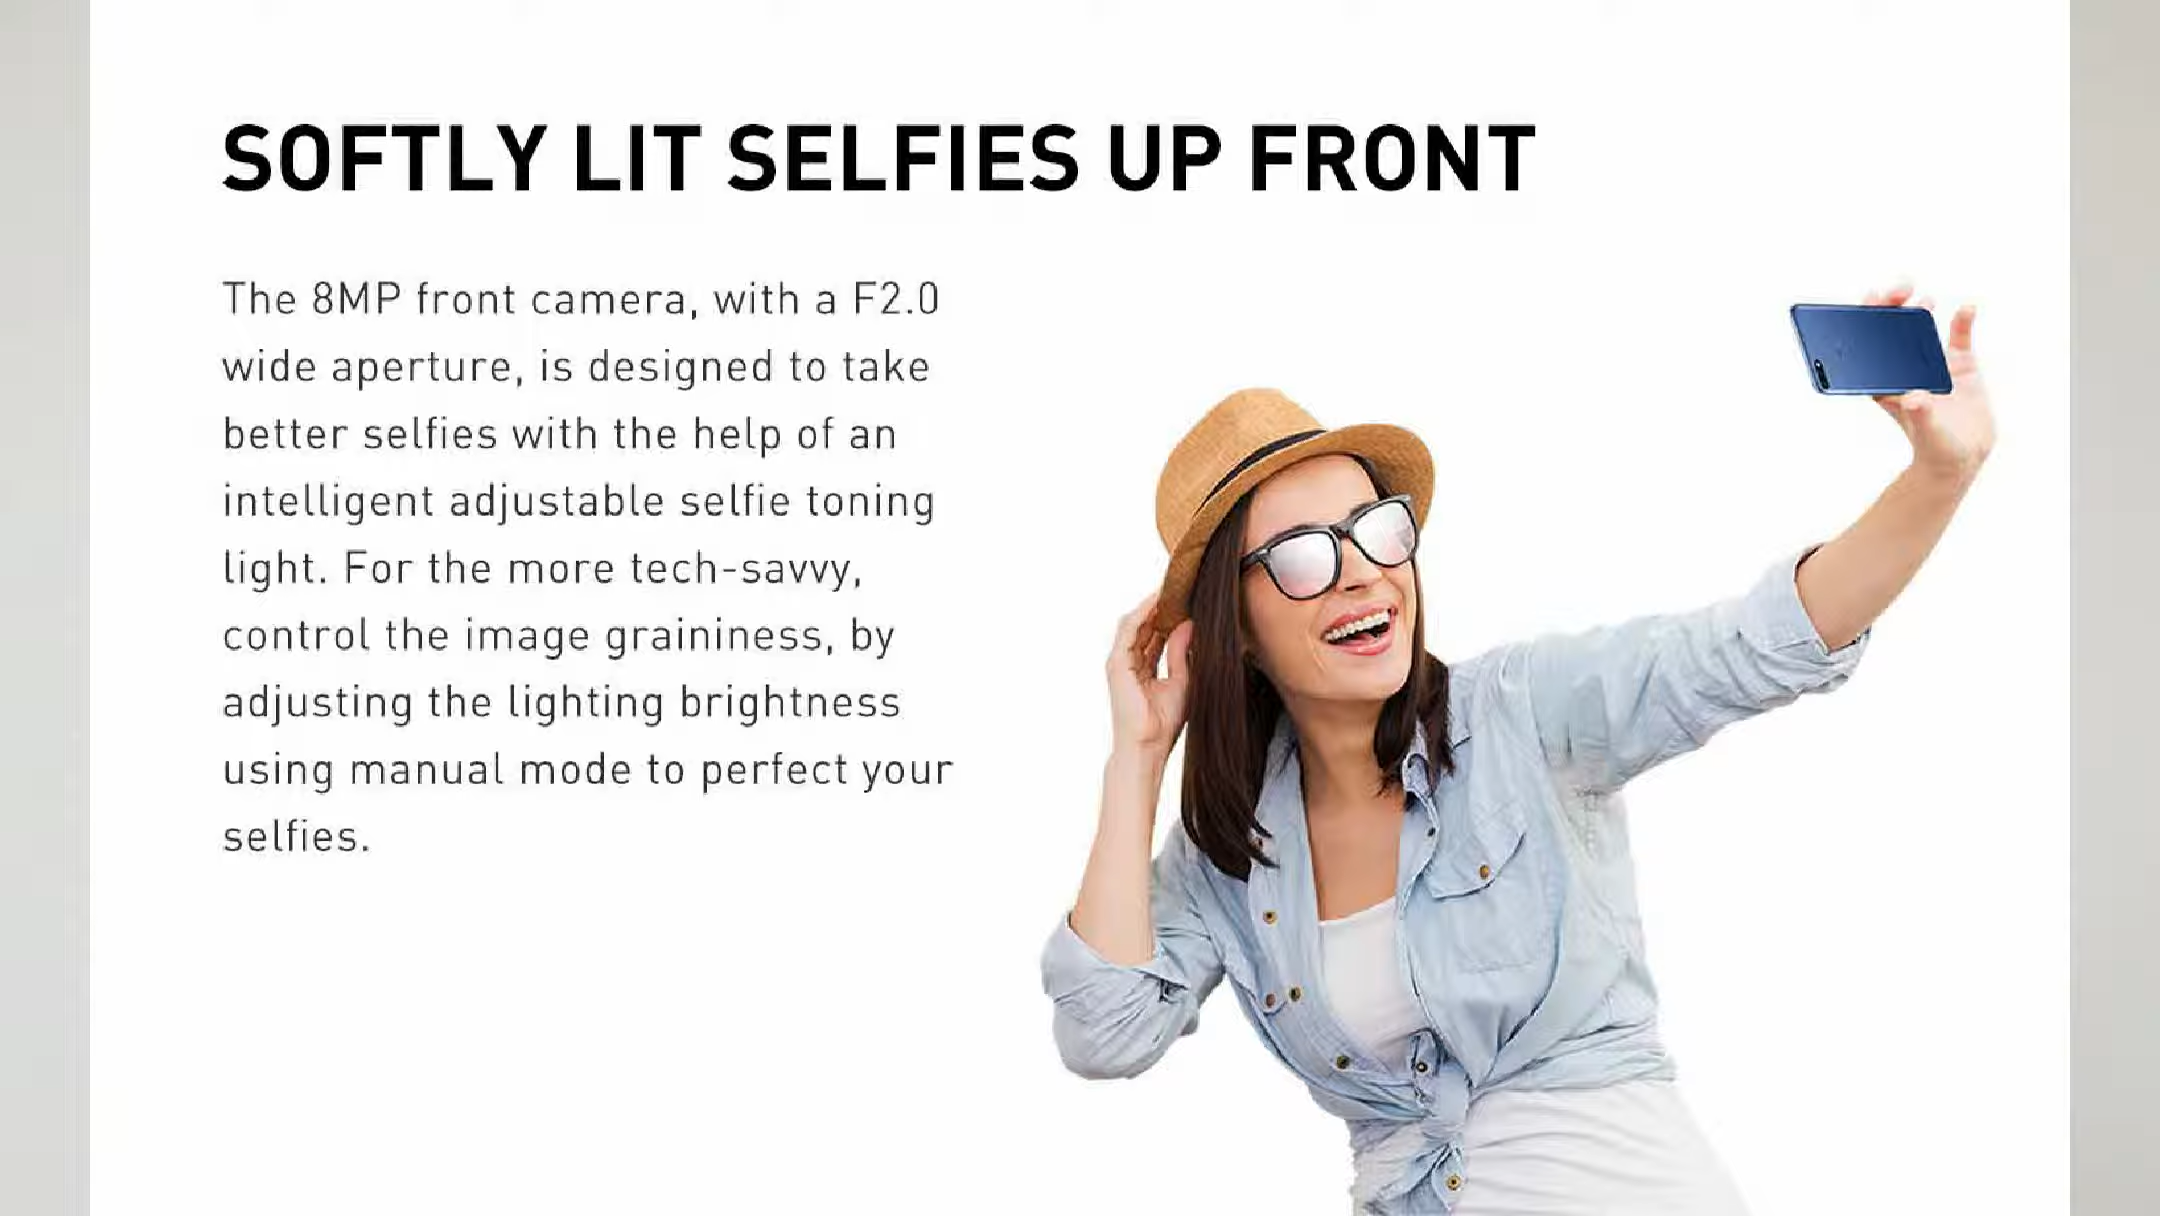 SOFTLY LIT SELFIES UP FRONT
The 8MP front camera, with a F2.0
wide aperture, is designed to take
better selfies with the help of an
intelligent adjustable selfie toning
light. For the more tech-savvy,
control the image graininess, by
adjusting the lighting brightness
using manual mode to perfect your
selfies.